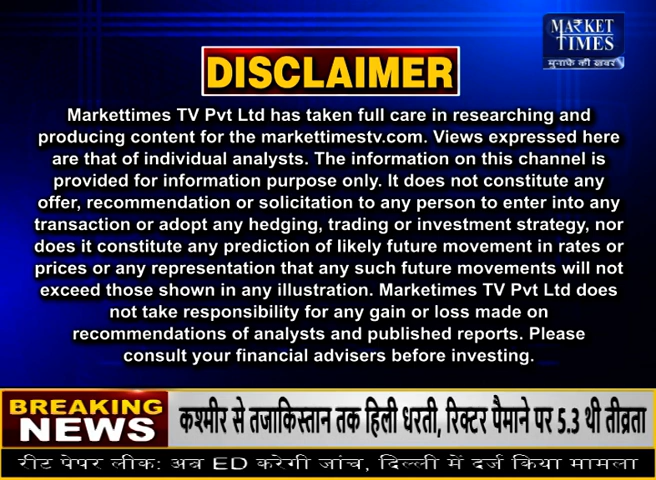 MARKET
TIMES
मुनाफे की खबर
DISCLAIMER
Markettimes TV Pvt Ltd has taken full care in researching and
producing content for the markettimestv.com. Views expressed here
are that of individual analysts. The information on this channel is
provided for information purpose only. It does not constitute any
offer, recommendation or solicitation to any person to enter into any
transaction or adopt any hedging, trading or investment strategy, nor
does it constitute any prediction of likely future movement in rates or
prices or any representation that any such future movements will not
exceed those shown in any illustration. Marketimes TV Pvt Ltd does
not take responsibility for any gain or loss made on
recommendations of analysts and published reports. Please
consult your financial advisers before investing.
BREAKING
NEWS
कश्मीर से तजाकिस्तान तक हिली धरती, रिक्टर पैमाने पर 5.3 थी तीव्रता
रीट पेपर लीक: अब ED करेगी जांच, दिल्ली में दर्ज किया मामला